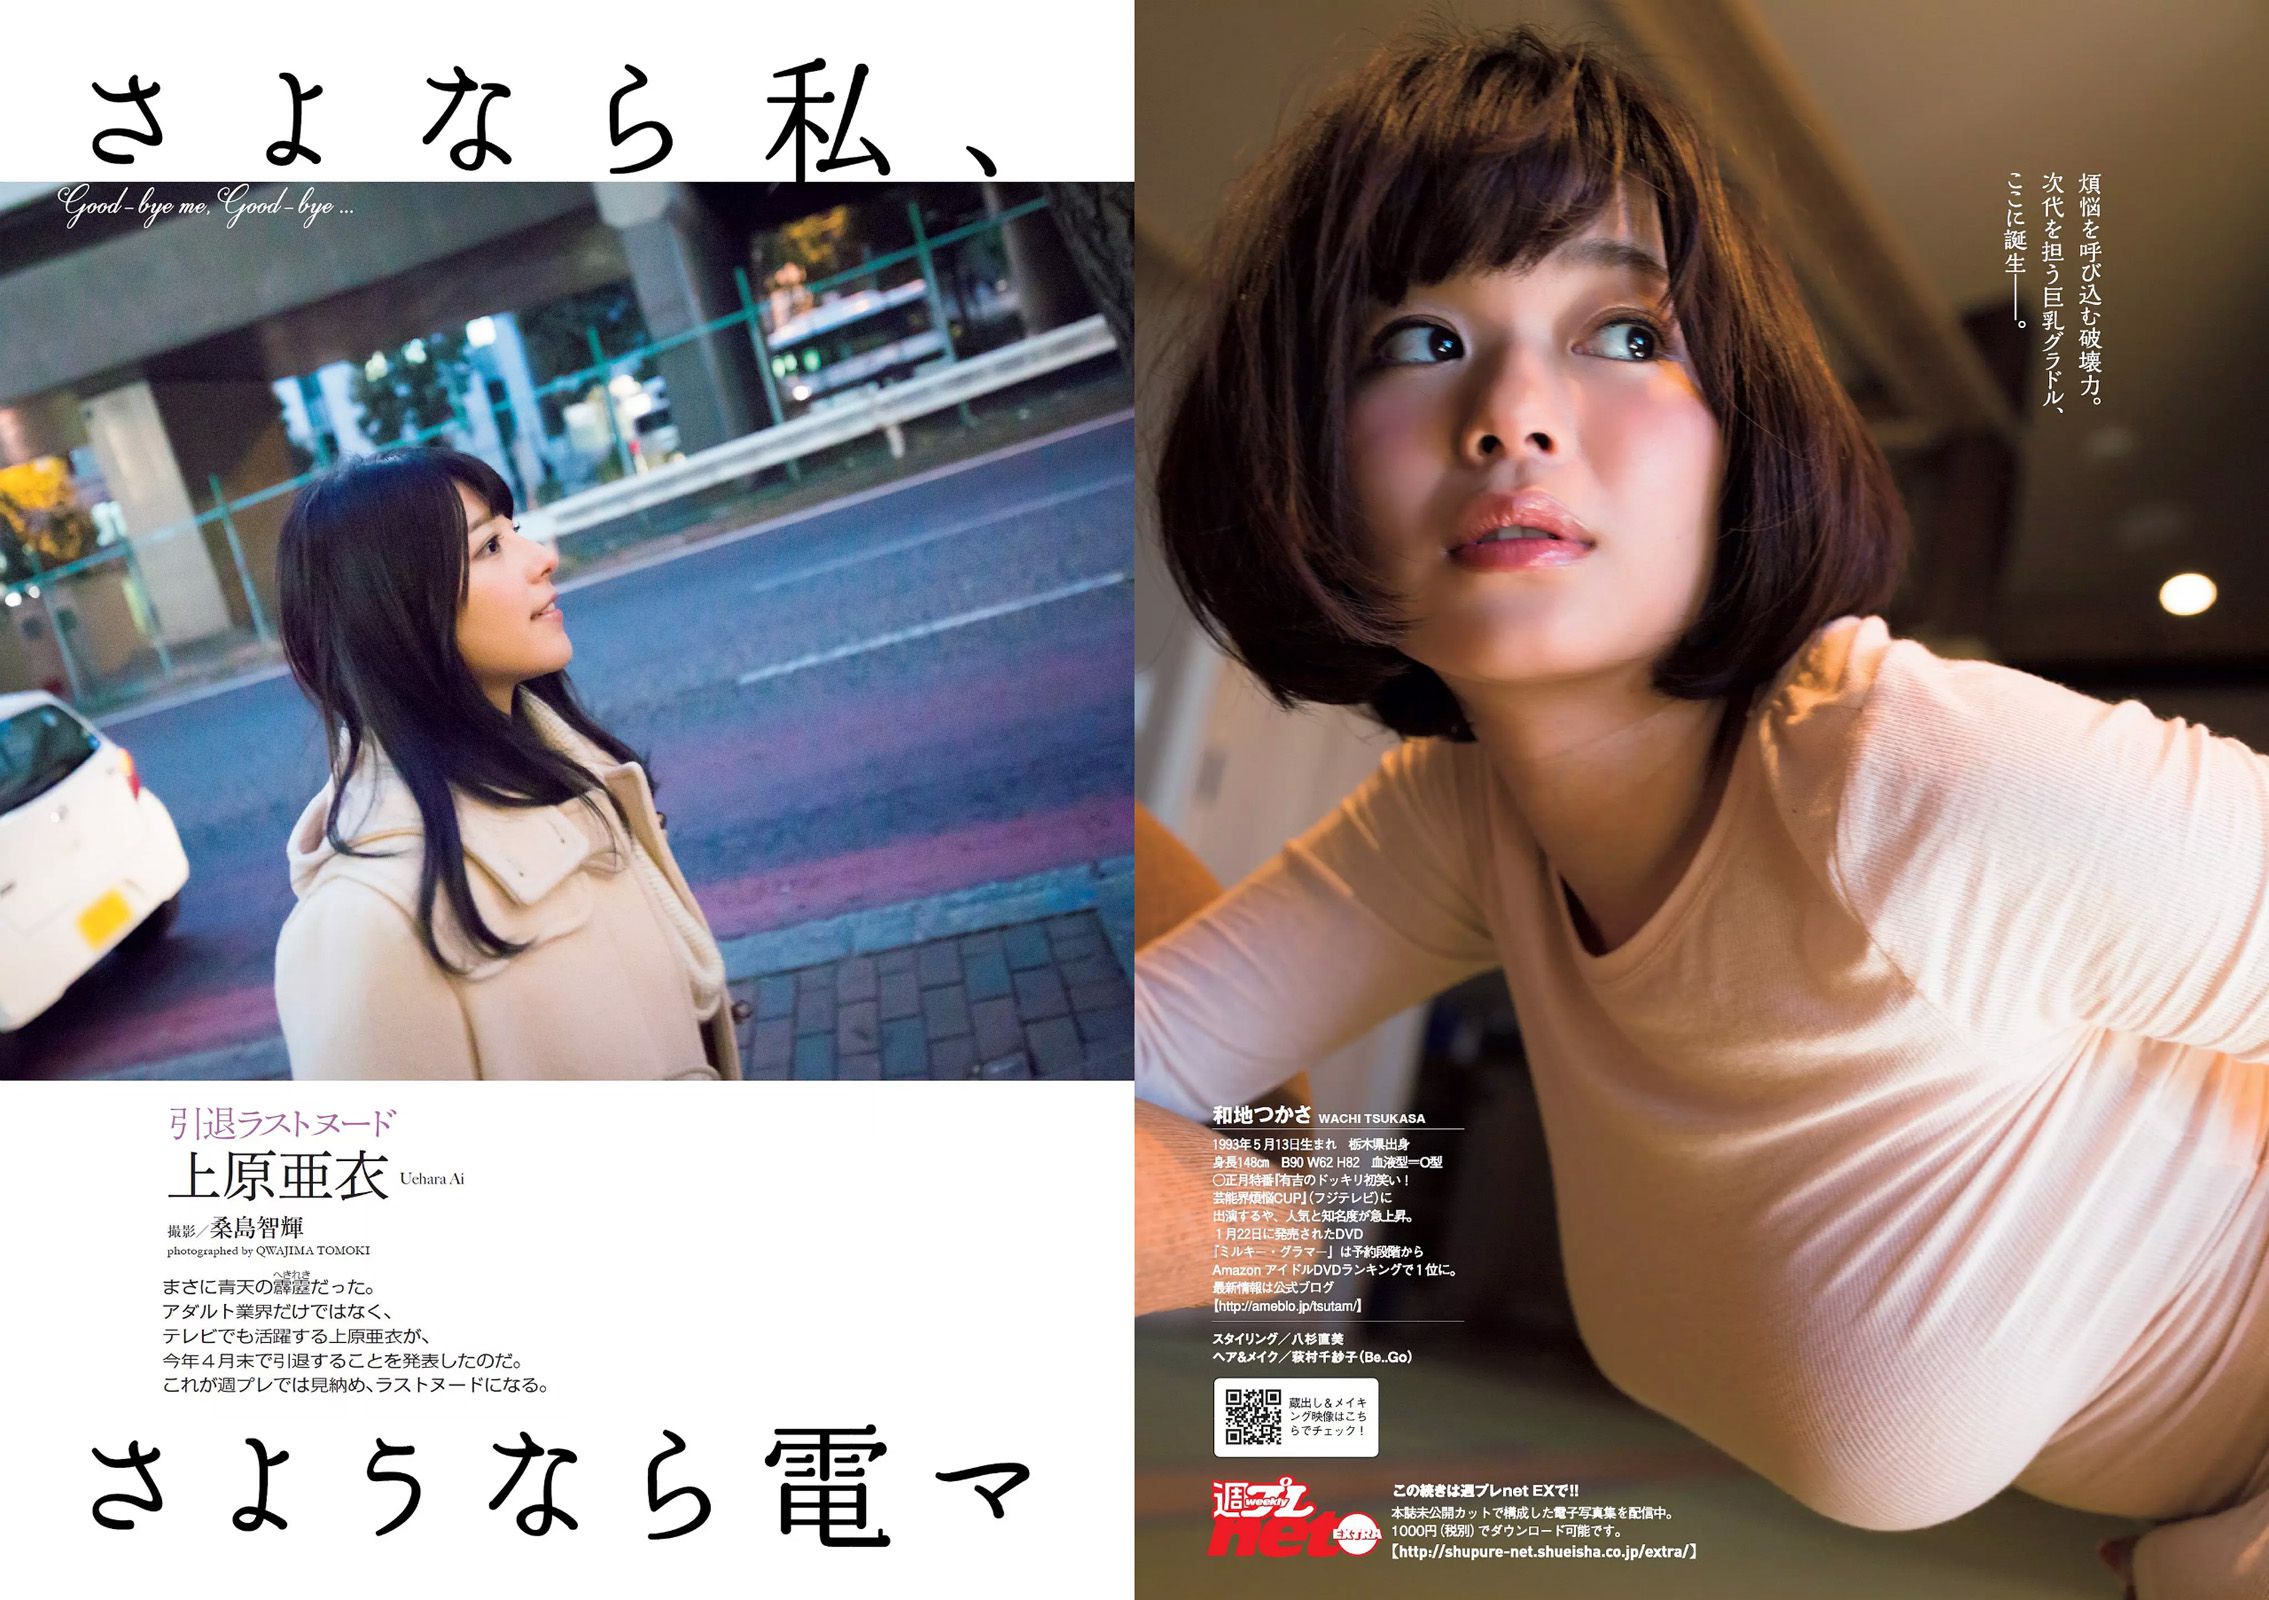 さよなら私、
Good-bye me, Good-bye ...
引退ラストヌード
上原亜衣 Uehara Ai
撮影／桑島智輝
photographed by QWAJIMA TOMOKI
まさに青天の霹靂だった。
へきれき
アダルト業界だけではなく、
テレビでも活躍する上原亜衣が、
今年４月末で引退することを発表したのだ。
これが週プレでは見納め、ラストヌードになる。
さようなら電マ
煩悩を呼び込む破壊力。
次代を担う巨乳グラドル、
ここに誕生――。
和地つかさ WACHI TSUKASA
1993年５月13日生まれ　栃木県出身
身長148㎝　B90 W62 H82　血液型＝O型
○正月特番『有吉のドッキリ初笑い！
芸能界煩悩CUP』（フジテレビ）に
出演するや、人気と知名度が急上昇。
１月22日に発売されたDVD
『ミルキー・グラマー』は予約段階から
Amazon アイドルDVDランキングで１位に。
最新情報は公式ブログ
【http://ameblo.jp/tsutam/】
スタイリング／八杉直美
ヘア&メイク／萩村千紗子（Be..Go）
蔵出し＆メイキ
ング映像はこち
らでチェック！
週プレ weekly
net EXTRA
この続きは週プレnet EXで!!
本誌未公開カットで構成した電子写真集を配信中。
1000円（税別）でダウンロード可能です。
【http://shupure-net.shueisha.co.jp/extra/】